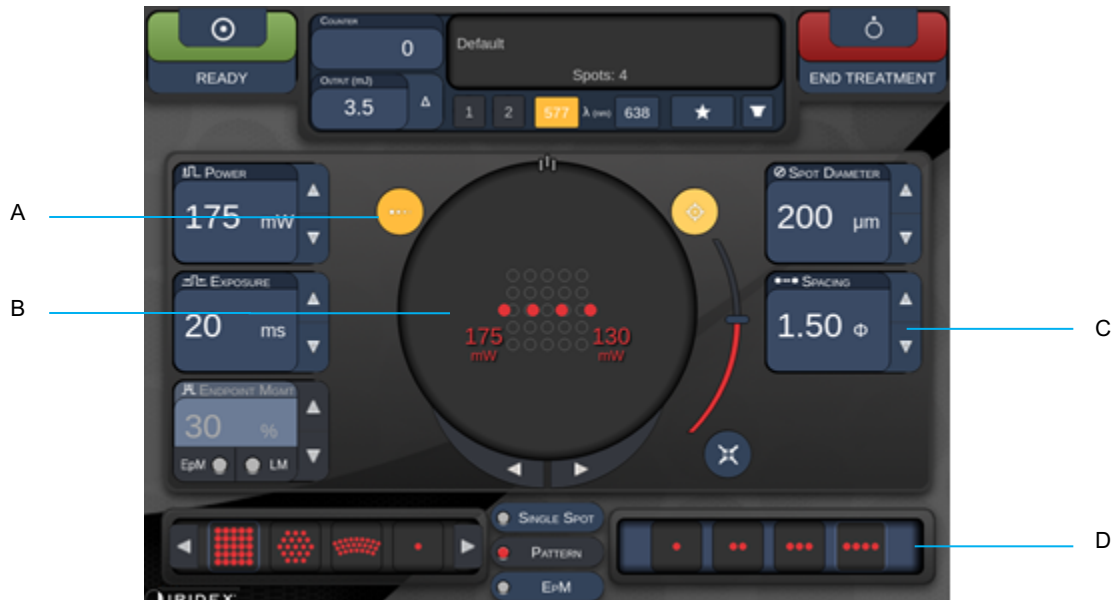 COUNTER
0
Default
Spots: 4
READY
END TREATMENT
OUTPUT (mJ)
3.5
Δ
1 2 577 λ (nm) 638
POWER
175 mW
SPOT DIAMETER
200 µm
A
EXPOSURE
20 ms
SPACING
1.50 Φ
B
C
175 mW
130 mW
ENDPOINT MGMT
30 %
EpM LM
SINGLE SPOT
PATTERN
EPM
D
IRIDEX